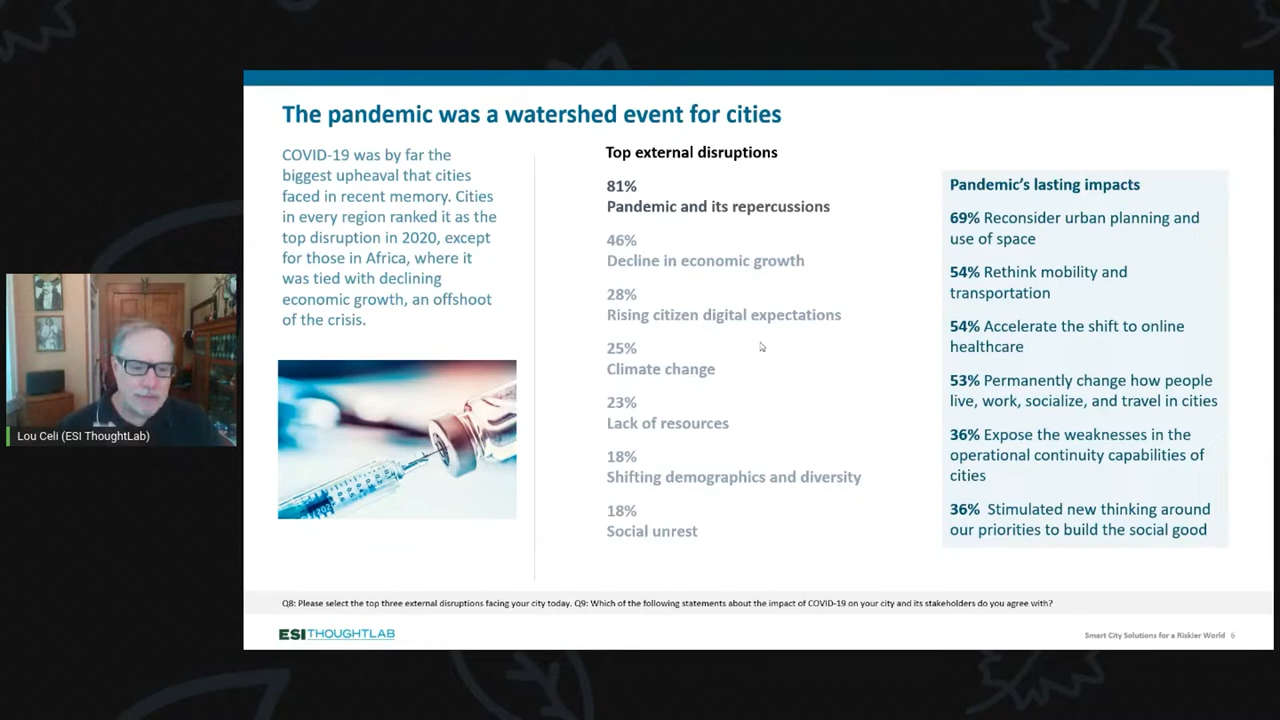 The pandemic was a watershed event for cities
COVID-19 was by far the
biggest upheaval that cities
faced in recent memory. Cities
in every region ranked it as the
top disruption in 2020, except
for those in Africa, where it
was tied with declining
economic growth, an offshoot
of the crisis.
Top external disruptions
81%
Pandemic and its repercussions
46%
Decline in economic growth
28%
Rising citizen digital expectations
25%
Climate change
23%
Lack of resources
18%
Shifting demographics and diversity
18%
Social unrest
Pandemic's lasting impacts
69% Reconsider urban planning and
use of space
54% Rethink mobility and
transportation
54% Accelerate the shift to online
healthcare
53% Permanently change how people
live, work, socialize, and travel in cities
36% Expose the weaknesses in the
operational continuity capabilities of
cities
36% Stimulated new thinking around
our priorities to build the social good
Lou Celi (ESI ThoughtLab)
Q8: Please select the top three external disruptions facing your city today. Q9: Which of the following statements about the impact of COVID-19 on your city and its stakeholders do you agree with?
ESITHOUGHTLAB
Smart City Solutions for a Riskier World 6